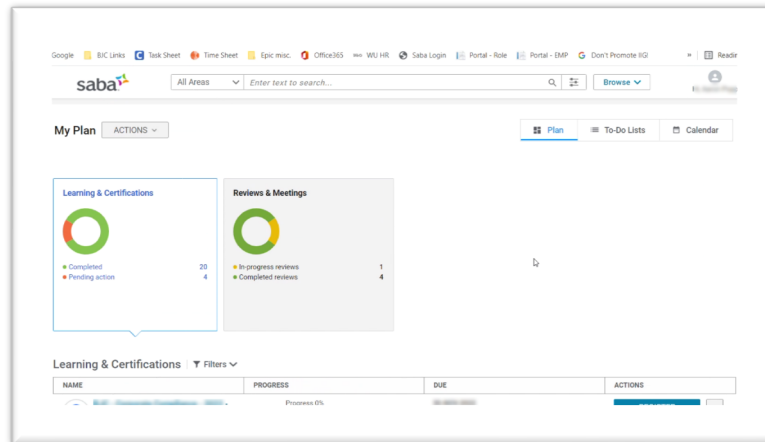 Google BJC Links Task Sheet Time Sheet Epic misc. Office365 WU HR Saba Login Portal - Role Portal - EMP Don't Promote IIG! » Readin
saba
All Areas Enter text to search... Browse
My Plan ACTIONS Plan To-Do Lists Calendar
Learning & Certifications Reviews & Meetings
Completed 20 In-progress reviews 1
Pending action 4 Completed reviews 4
Learning & Certifications Filters
NAME PROGRESS DUE ACTIONS
Progress 0%